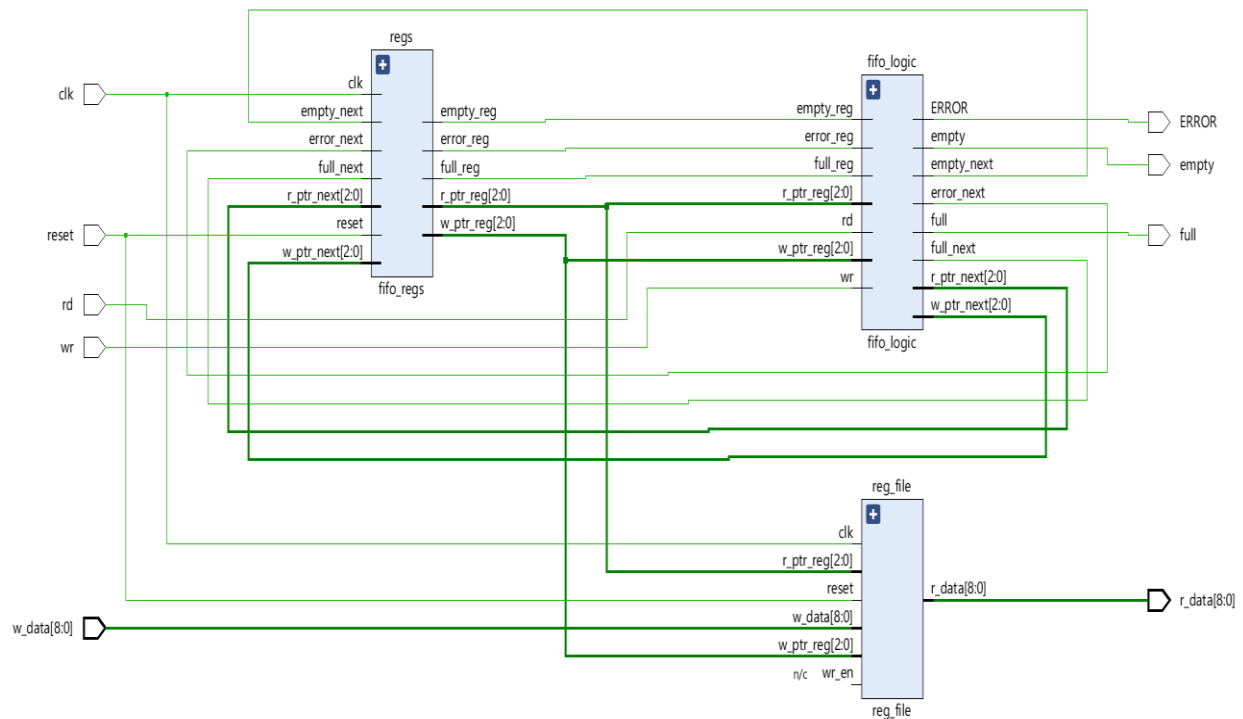 regs
clk
empty_next
error_next
full_next
r_ptr_next[2:0]
reset
w_ptr_next[2:0]
empty_reg
error_reg
full_reg
r_ptr_reg[2:0]
w_ptr_reg[2:0]
fifo_regs
fifo_logic
empty_reg
error_reg
full_reg
r_ptr_reg[2:0]
rd
w_ptr_reg[2:0]
wr
ERROR
empty
empty_next
error_next
full
full_next
r_ptr_next[2:0]
w_ptr_next[2:0]
fifo_logic
clk
reset
rd
wr
w_data[8:0]
ERROR
empty
full
reg_file
clk
r_ptr_reg[2:0]
reset
w_data[8:0]
w_ptr_reg[2:0]
n/c wr_en
r_data[8:0]
reg_file
r_data[8:0]